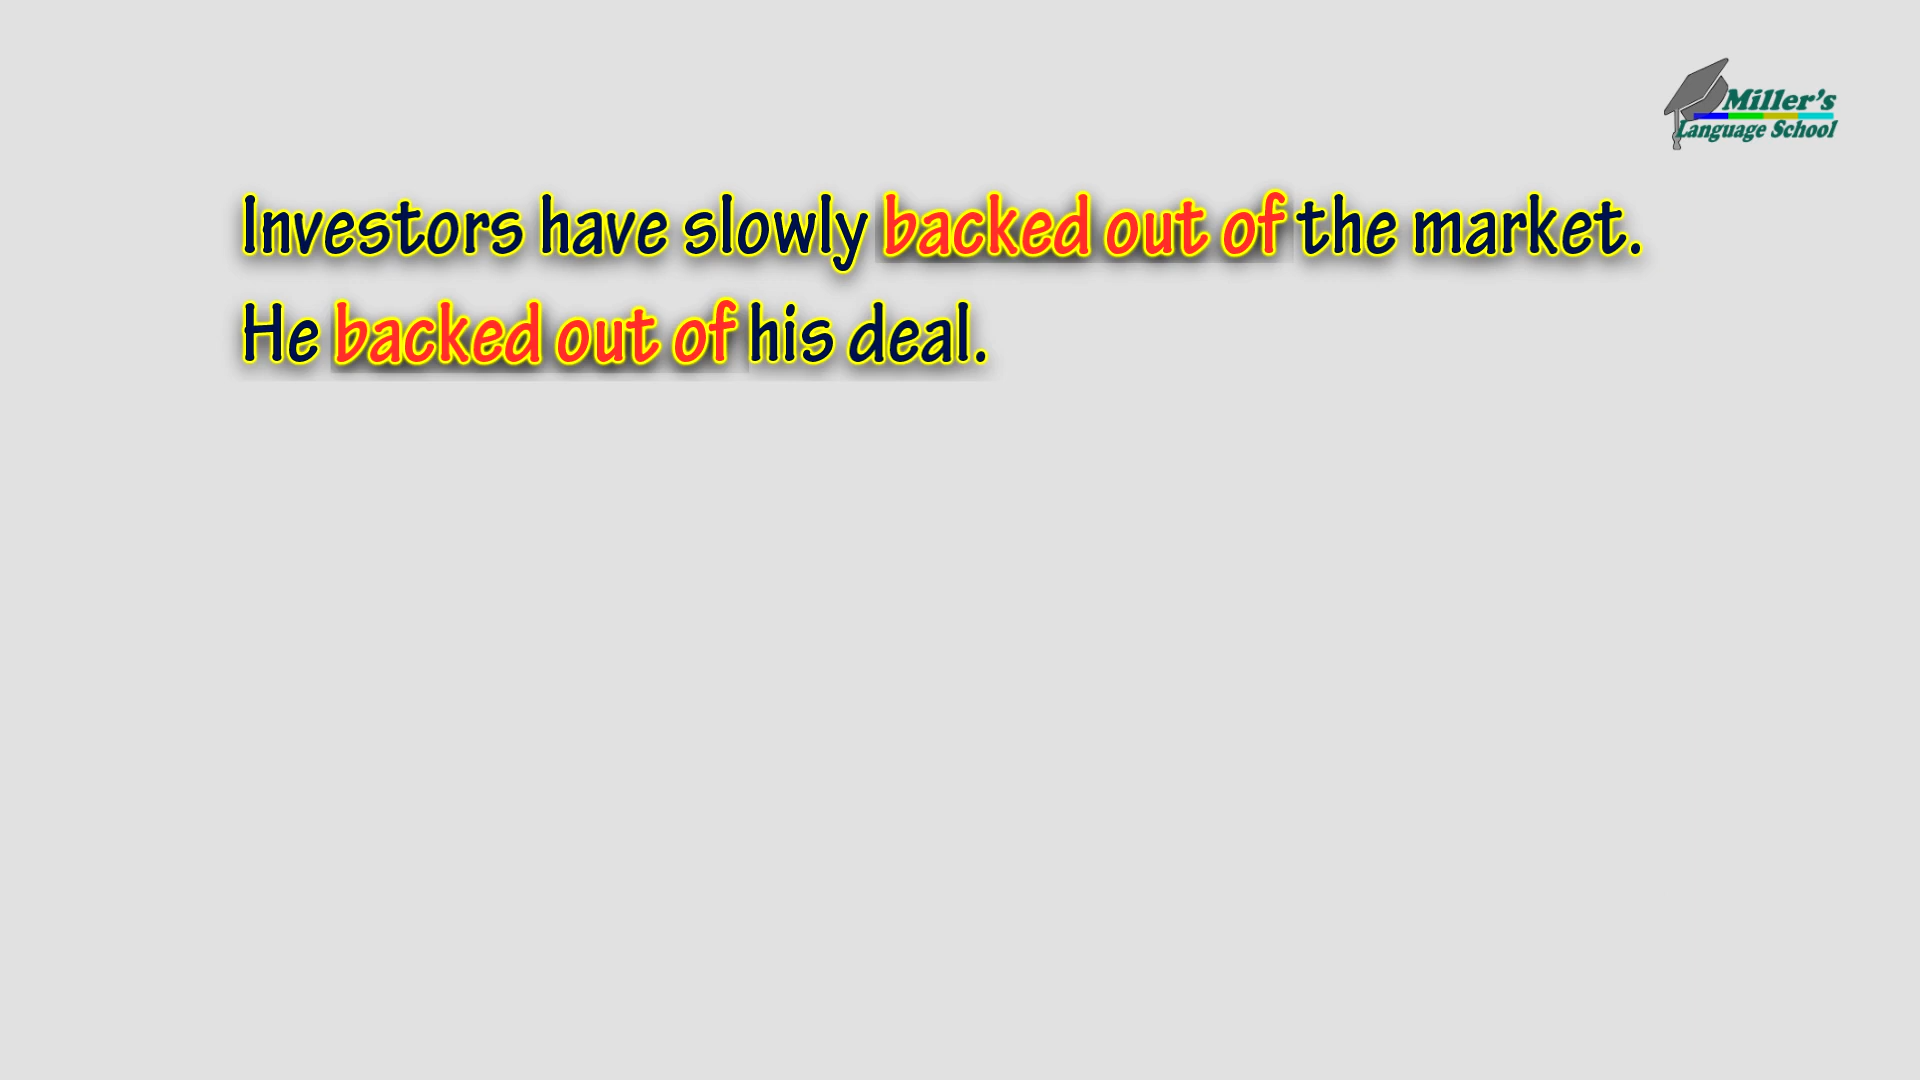 Miller's
Language School
Investors have slowly backed out of the market.
He backed out of his deal.